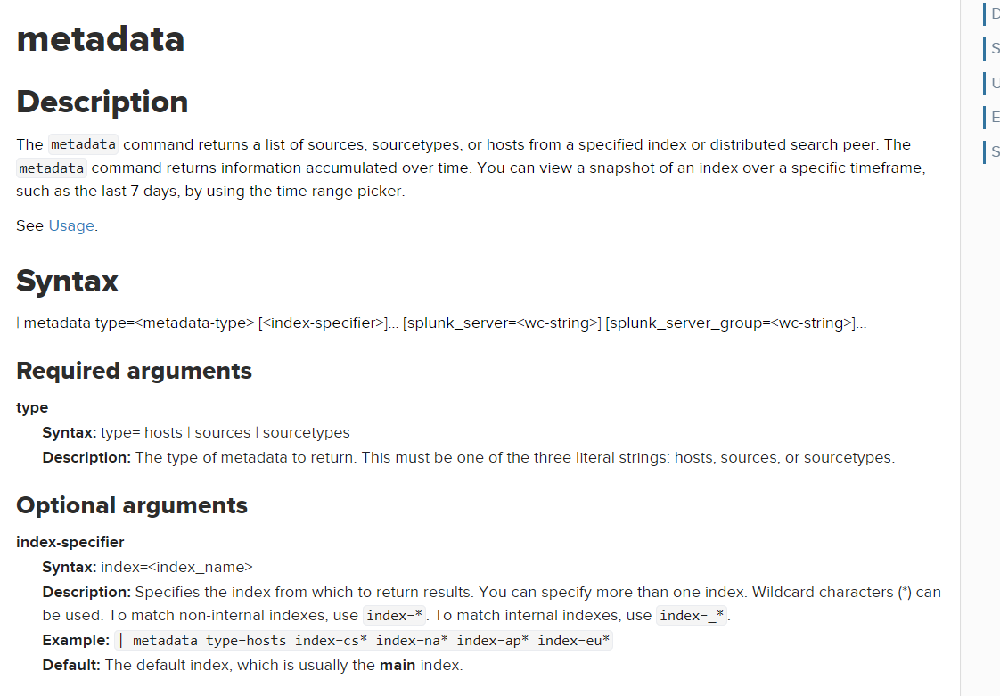 metadata
Description
The metadata command returns a list of sources, sourcetypes, or hosts from a specified index or distributed search peer. The
metadata command returns information accumulated over time. You can view a snapshot of an index over a specific timeframe,
such as the last 7 days, by using the time range picker.
See Usage.
Syntax
| metadata type=<metadata-type> [<index-specifier>]... [splunk_server=<wc-string>] [splunk_server_group=<wc-string>]...
Required arguments
type
Syntax: type= hosts | sources | sourcetypes
Description: The type of metadata to return. This must be one of the three literal strings: hosts, sources, or sourcetypes.
Optional arguments
index-specifier
Syntax: index=<index_name>
Description: Specifies the index from which to return results. You can specify more than one index. Wildcard characters (*) can
be used. To match non-internal indexes, use index=*. To match internal indexes, use index=_*.
Example: | metadata type=hosts index=cs* index=na* index=ap* index=eu*
Default: The default index, which is usually the main index.
D
S
U
E
S